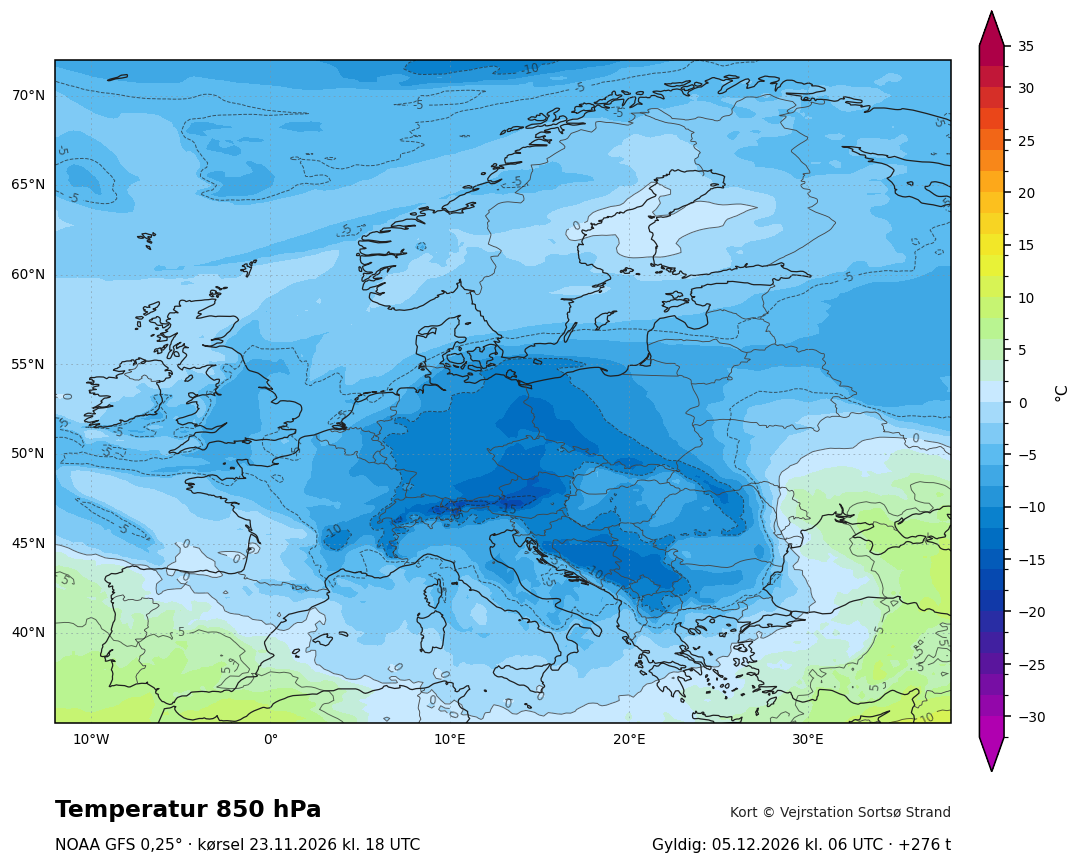 70°N
65°N
60°N
55°N
50°N
45°N
40°N
10°W
0°
10°E
20°E
30°E
35
30
25
20
15
10
5
0
−5
−10
−15
−20
−25
−30
°C
Temperatur 850 hPa
Kort © Vejrstation Sortsø Strand
NOAA GFS 0,25° · kørsel 23.11.2026 kl. 18 UTC
Gyldig: 05.12.2026 kl. 06 UTC · +276 t